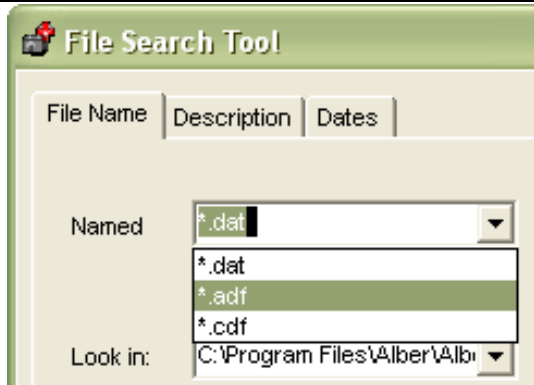 File Search Tool
File Name Description Dates
Named *.dat
*.dat
*.adf
*.cdf
Look in: C:\Program Files\Alber\Alb